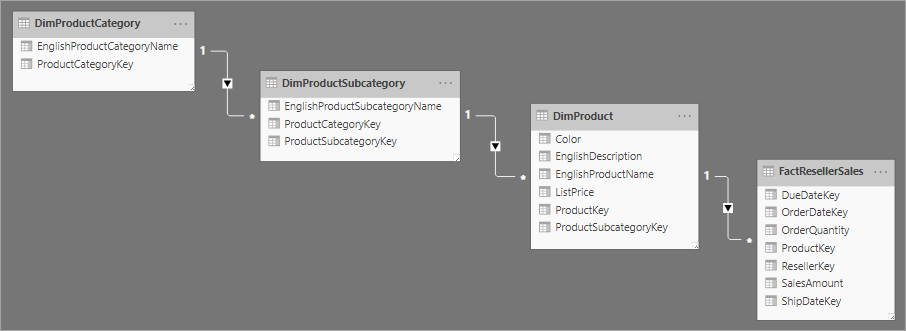 DimProductCategory ...
EnglishProductCategoryName
ProductCategoryKey
1
*
DimProductSubcategory ...
EnglishProductSubcategoryName
ProductCategoryKey
ProductSubcategoryKey
1
*
DimProduct ...
Color
EnglishDescription
EnglishProductName
ListPrice
ProductKey
ProductSubcategoryKey
1
*
FactResellerSales ...
DueDateKey
OrderDateKey
OrderQuantity
ProductKey
ResellerKey
SalesAmount
ShipDateKey